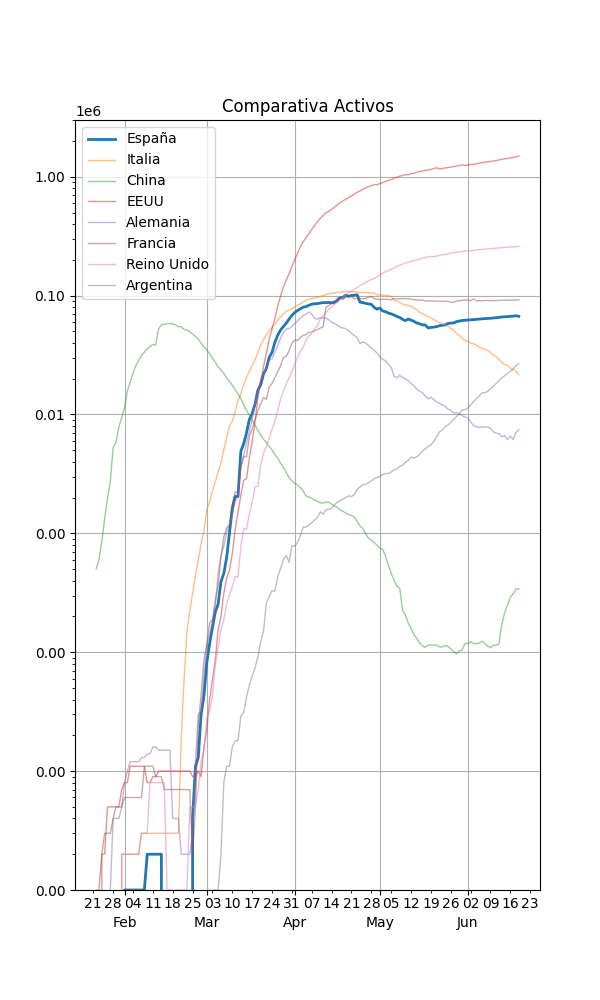 Comparativa Activos
1e6
España
Italia
China
EEUU
Alemania
Francia
Reino Unido
Argentina
1.00
0.10
0.01
0.00
0.00
0.00
0.00
21 28 04 11 18 25 03 10 17 24 31 07 14 21 28 05 12 19 26 02 09 16 23
Feb Mar Apr May Jun